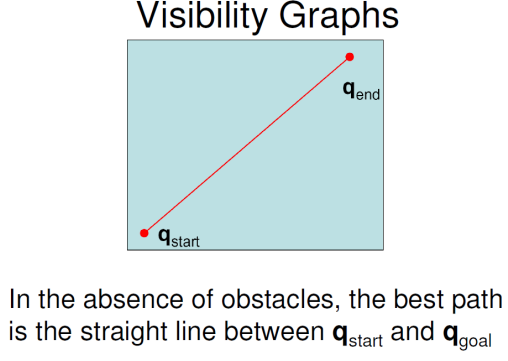 Visibility Graphs
qend
qstart
In the absence of obstacles, the best path
is the straight line between qstart and qgoal